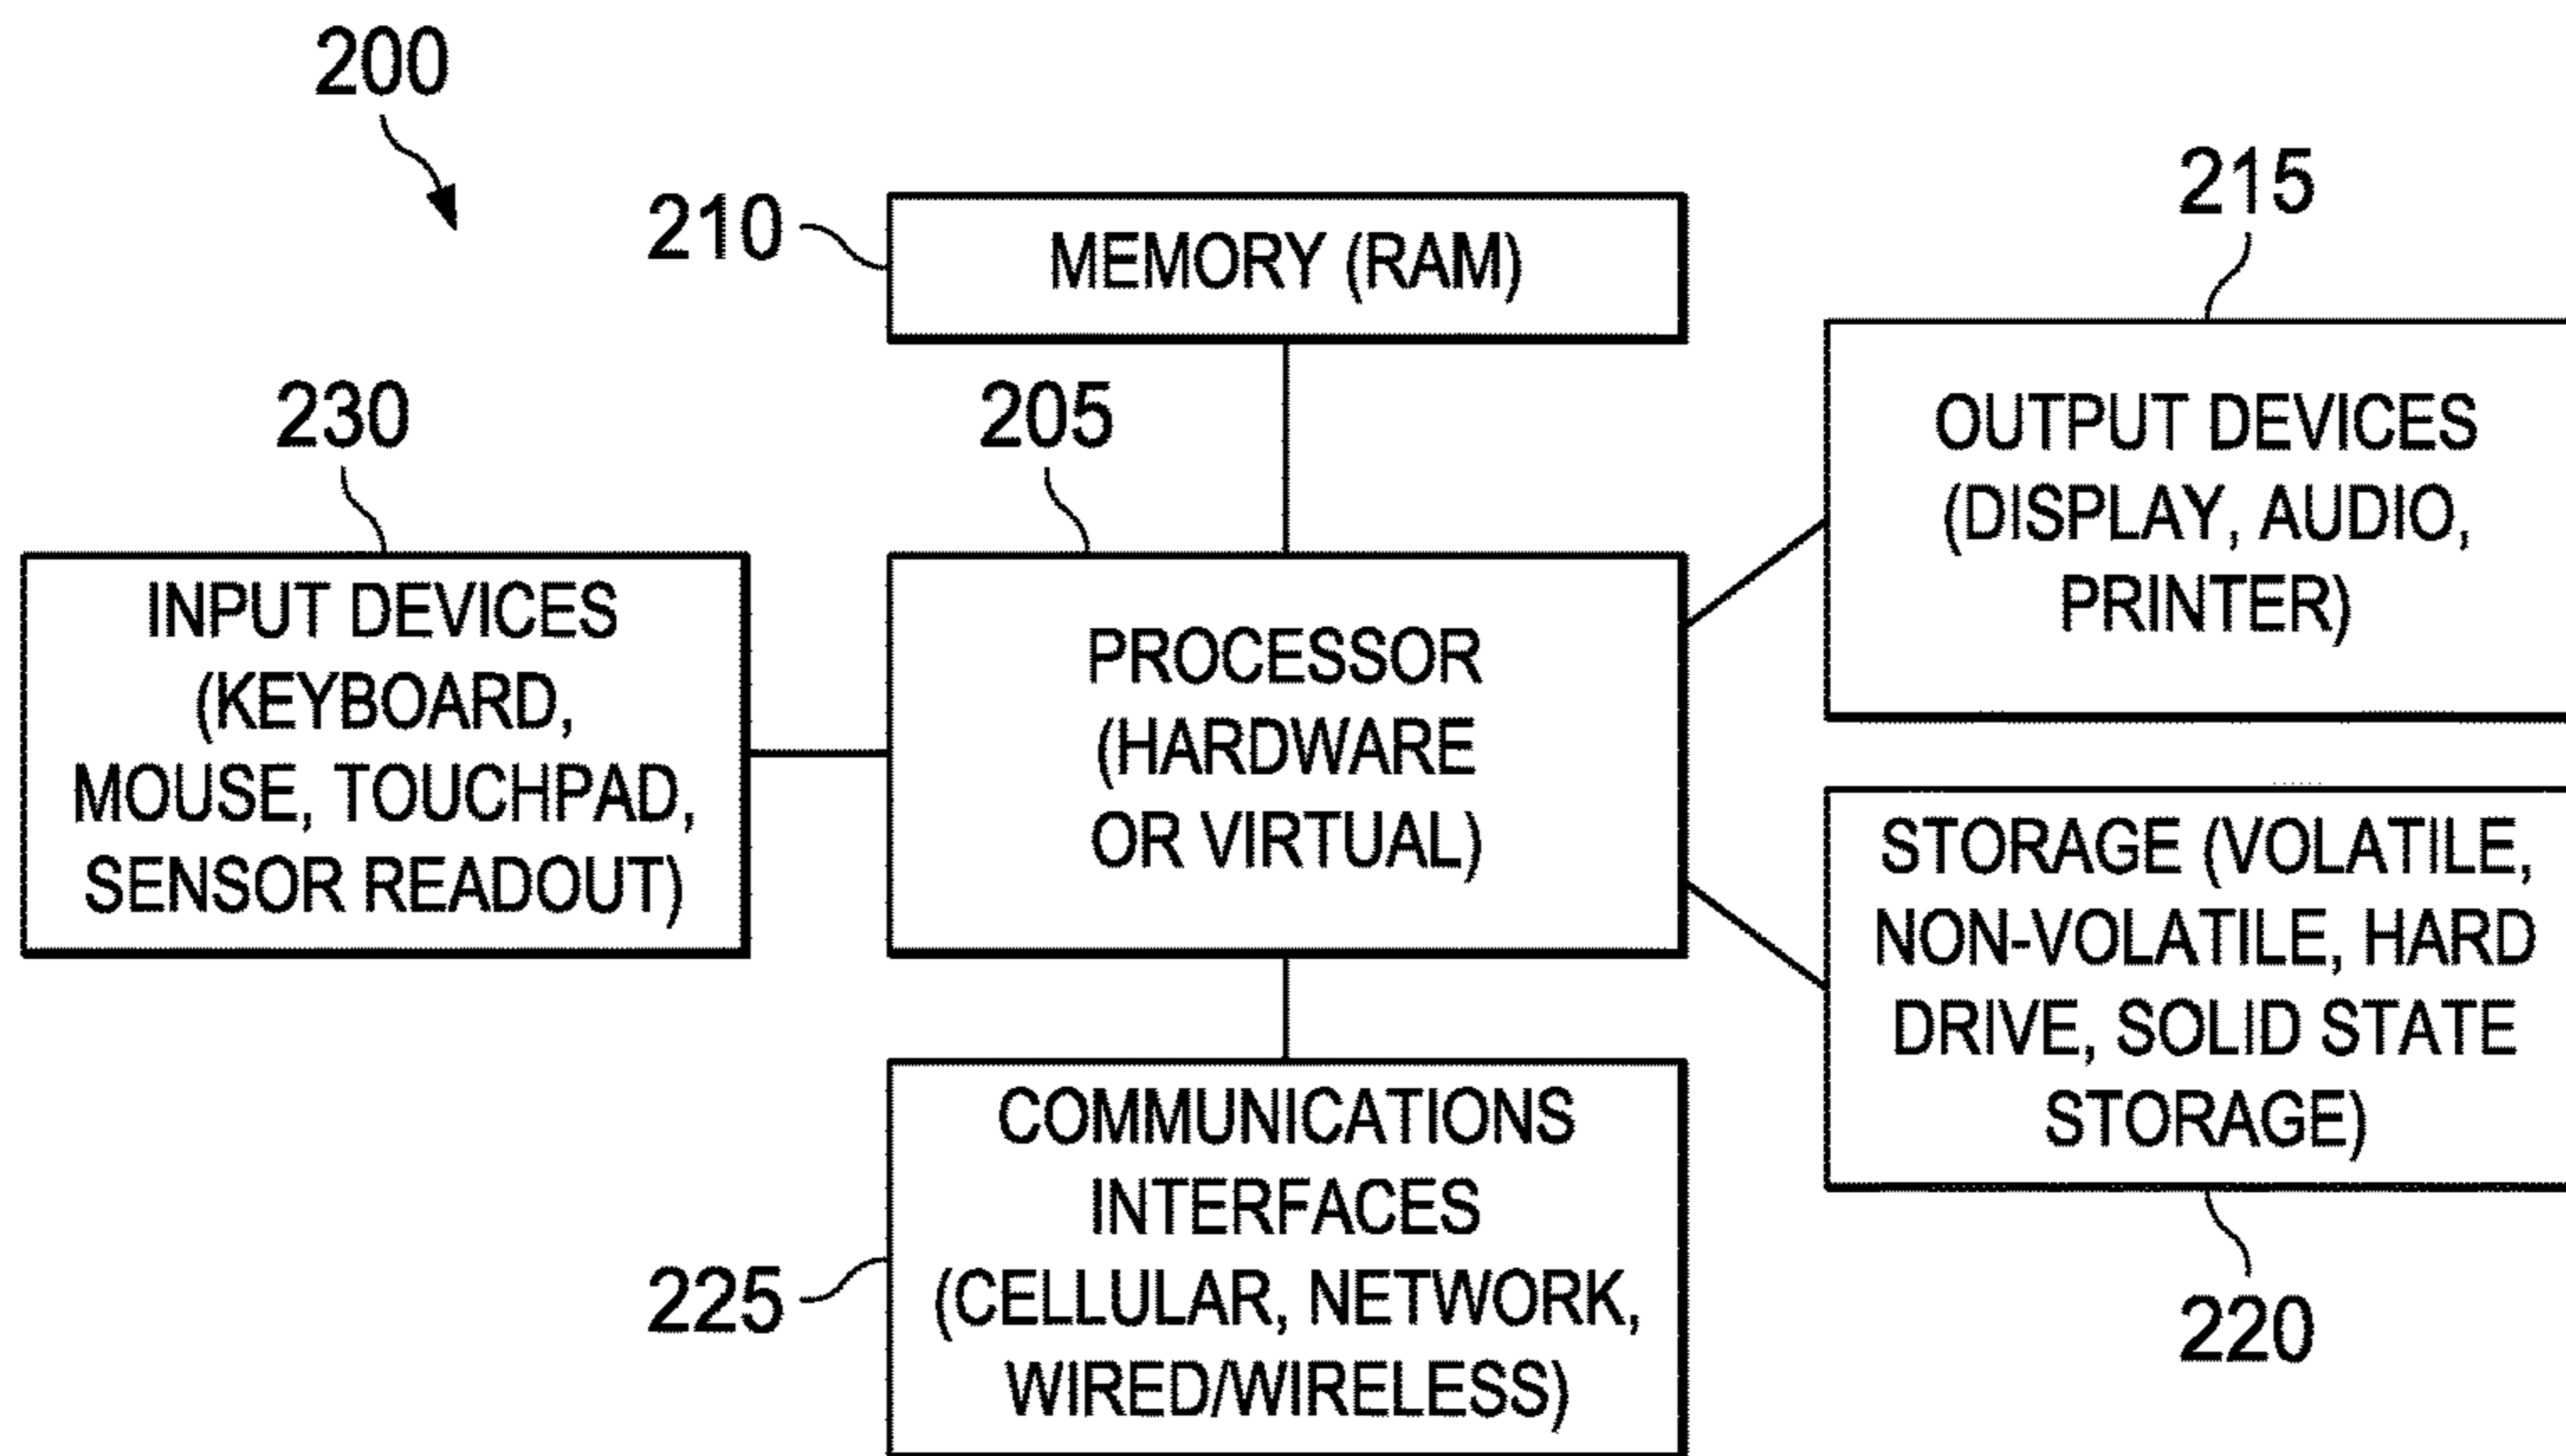 200
210
MEMORY (RAM)
215
230
205
OUTPUT DEVICES
(DISPLAY, AUDIO,
PRINTER)
INPUT DEVICES
(KEYBOARD,
MOUSE, TOUCHPAD,
SENSOR READOUT)
PROCESSOR
(HARDWARE
OR VIRTUAL)
STORAGE (VOLATILE,
NON-VOLATILE, HARD
DRIVE, SOLID STATE
STORAGE)
220
225
COMMUNICATIONS
INTERFACES
(CELLULAR, NETWORK,
WIRED/WIRELESS)